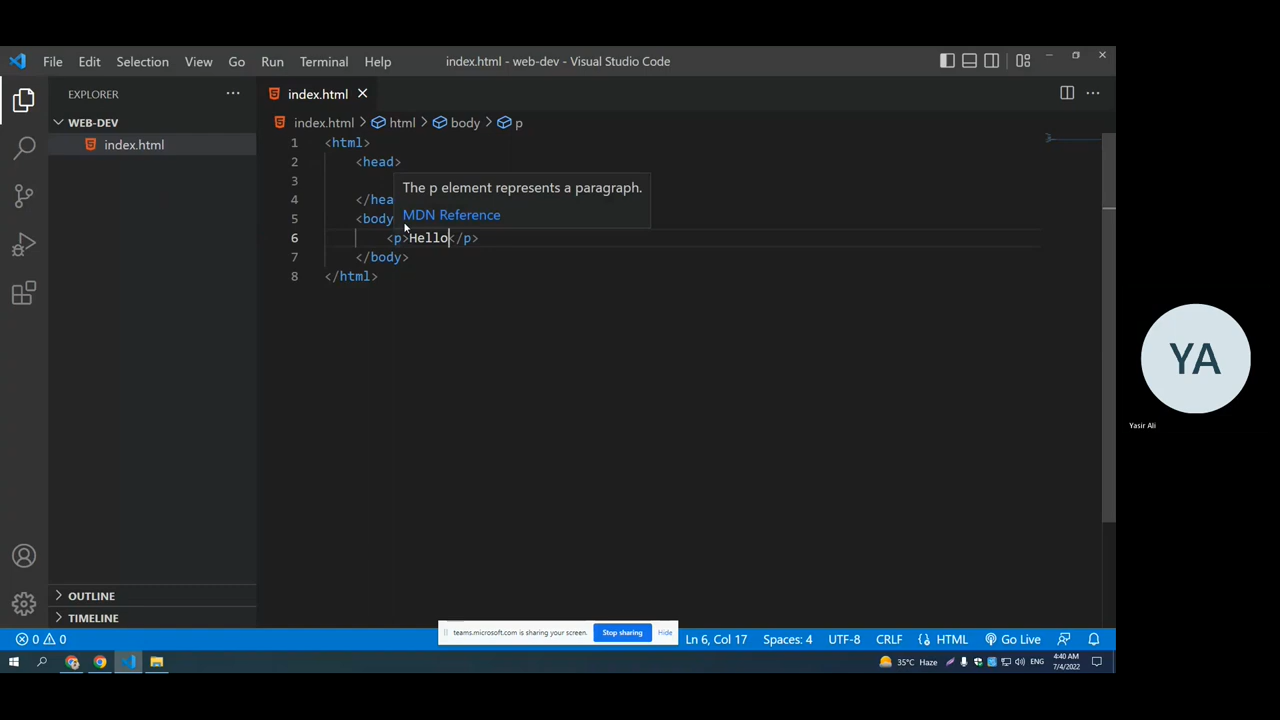 File Edit Selection View Go Run Terminal Help index.html - web-dev - Visual Studio Code
EXPLORER
index.html
WEB-DEV
index.html
index.html > html > body > p
1 <html>
2 <head>
3
4 </hea
5 <body
6 <p>Hello</p>
7 </body>
8 </html>
The p element represents a paragraph.
MDN Reference
YA
Yasir Ali
OUTLINE
TIMELINE
teams.microsoft.com is sharing your screen. Stop sharing Hide
0 0 Ln 6, Col 17 Spaces: 4 UTF-8 CRLF HTML Go Live
35°C Haze ENG 4:40 AM
7/4/2022